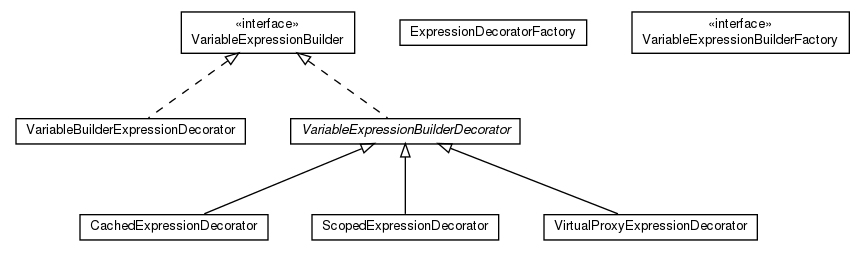 «interface»
VariableExpressionBuilder
ExpressionDecoratorFactory
«interface»
VariableExpressionBuilderFactory
VariableBuilderExpressionDecorator
VariableExpressionBuilderDecorator
CachedExpressionDecorator
ScopedExpressionDecorator
VirtualProxyExpressionDecorator